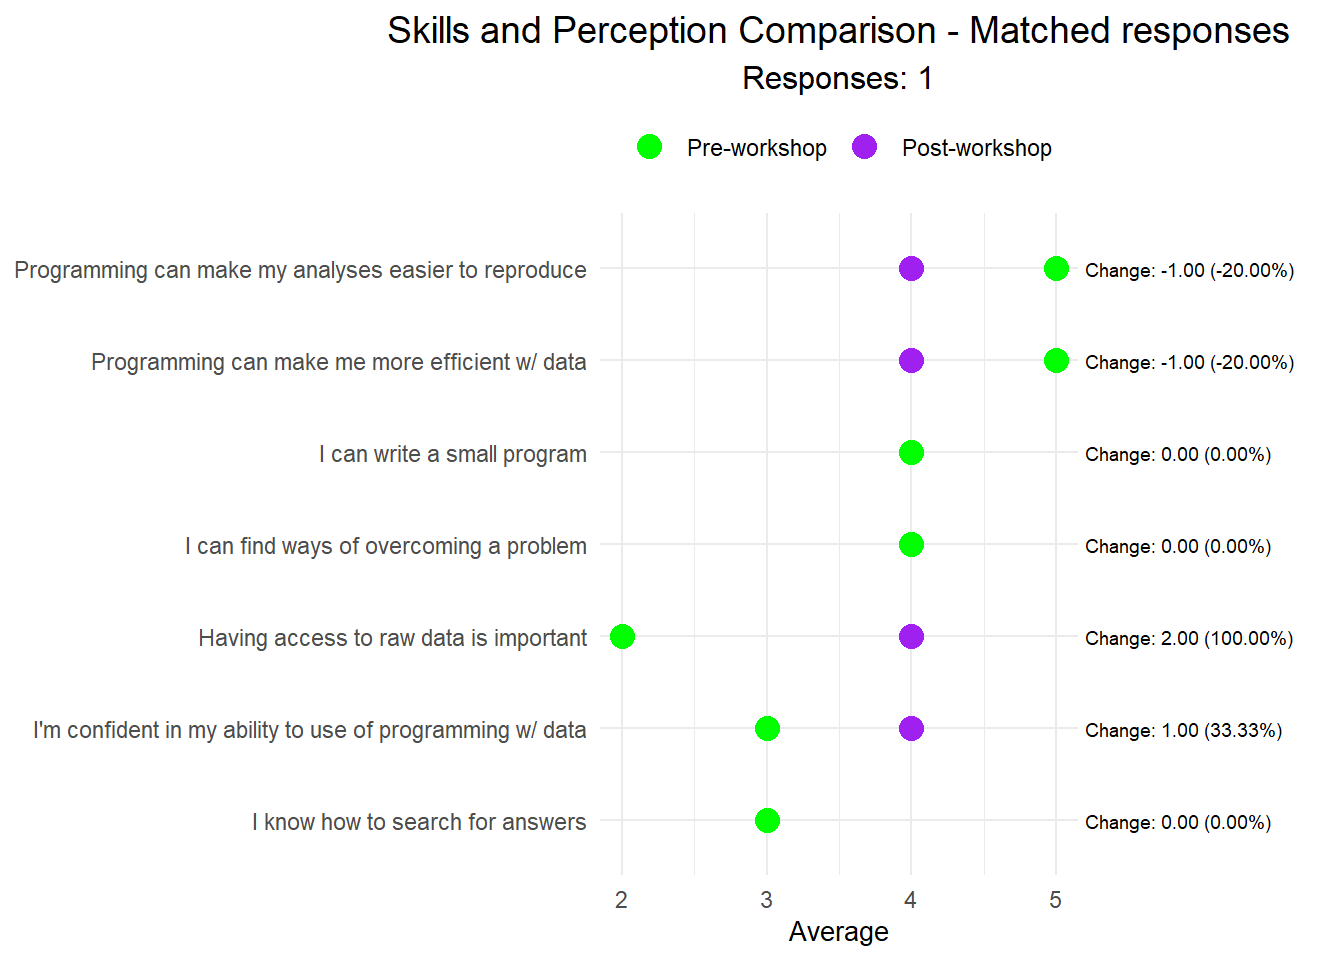 Skills and Perception Comparison - Matched responses
Responses: 1
Pre-workshop Post-workshop
Programming can make my analyses easier to reproduce Change: -1.00 (-20.00%)
Programming can make me more efficient w/ data Change: -1.00 (-20.00%)
I can write a small program Change: 0.00 (0.00%)
I can find ways of overcoming a problem Change: 0.00 (0.00%)
Having access to raw data is important Change: 2.00 (100.00%)
I'm confident in my ability to use of programming w/ data Change: 1.00 (33.33%)
I know how to search for answers Change: 0.00 (0.00%)
2 3 4 5
Average